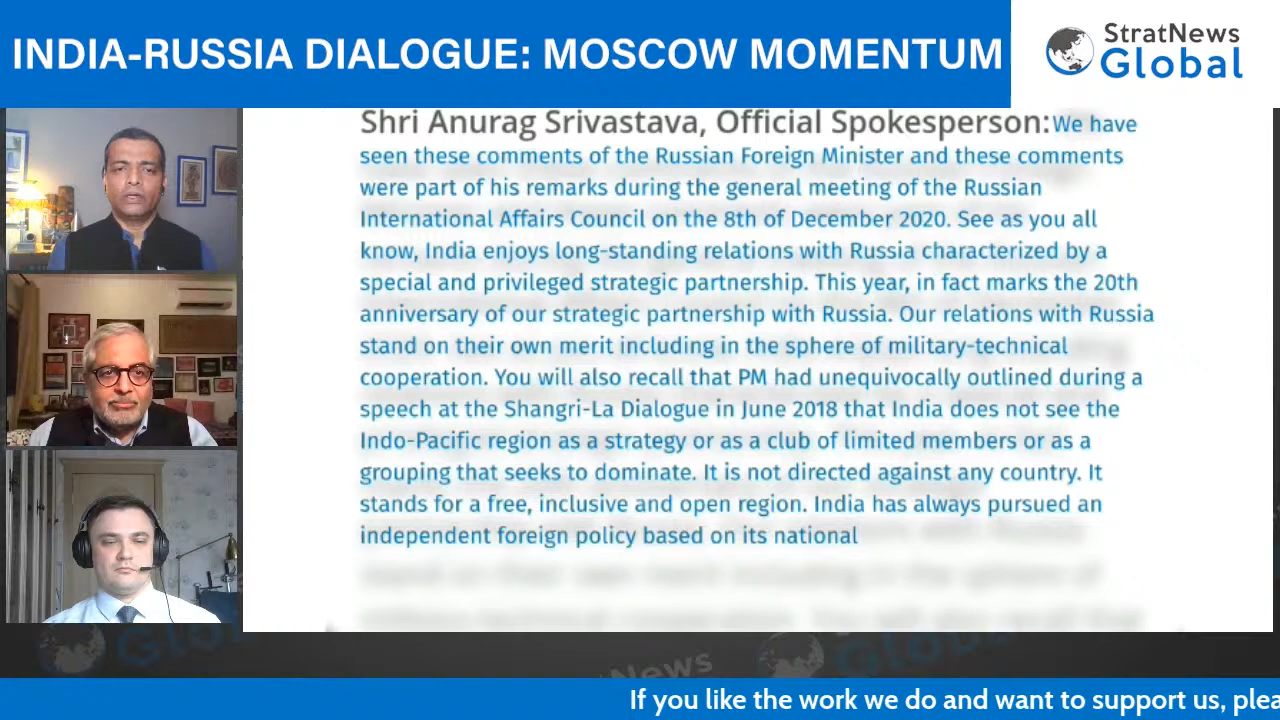 INDIA-RUSSIA DIALOGUE: MOSCOW MOMENTUM
StratNews
Global
Shri Anurag Srivastava, Official Spokesperson:We have
seen these comments of the Russian Foreign Minister and these comments
were part of his remarks during the general meeting of the Russian
International Affairs Council on the 8th of December 2020. See as you all
know, India enjoys long-standing relations with Russia characterized by a
special and privileged strategic partnership. This year, in fact marks the 20th
anniversary of our strategic partnership with Russia. Our relations with Russia
stand on their own merit including in the sphere of military-technical
cooperation. You will also recall that PM had unequivocally outlined during a
speech at the Shangri-La Dialogue in June 2018 that India does not see the
Indo-Pacific region as a strategy or as a club of limited members or as a
grouping that seeks to dominate. It is not directed against any country. It
stands for a free, inclusive and open region. India has always pursued an
independent foreign policy based on its national
News
Global
If you like the work we do and want to support us, plea